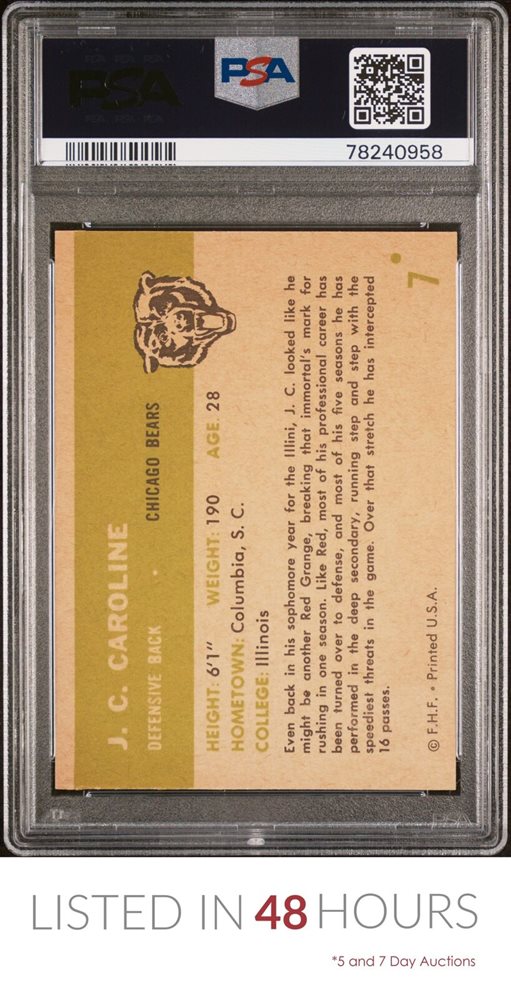 PSA
PSA
78240958
J. C. CAROLINE
DEFENSIVE BACK
CHICAGO BEARS
HEIGHT: 6'1" WEIGHT: 190 AGE: 28
HOMETOWN: Columbia, S. C.
COLLEGE: Illinois
Even back in his sophomore year for the Illini, J. C. looked like he
might be another Red Grange, breaking that immortal's mark for
rushing in one season. Like Red, most of his professional career has
been turned over to defense, and most of his five seasons he has
performed in the deep secondary, running step and step with the
speediest threats in the game. Over that stretch he has intercepted
16 passes.
7
© F.H.F. • Printed U.S.A.
PSA
LISTED IN 48 HOURS
*5 and 7 Day Auctions